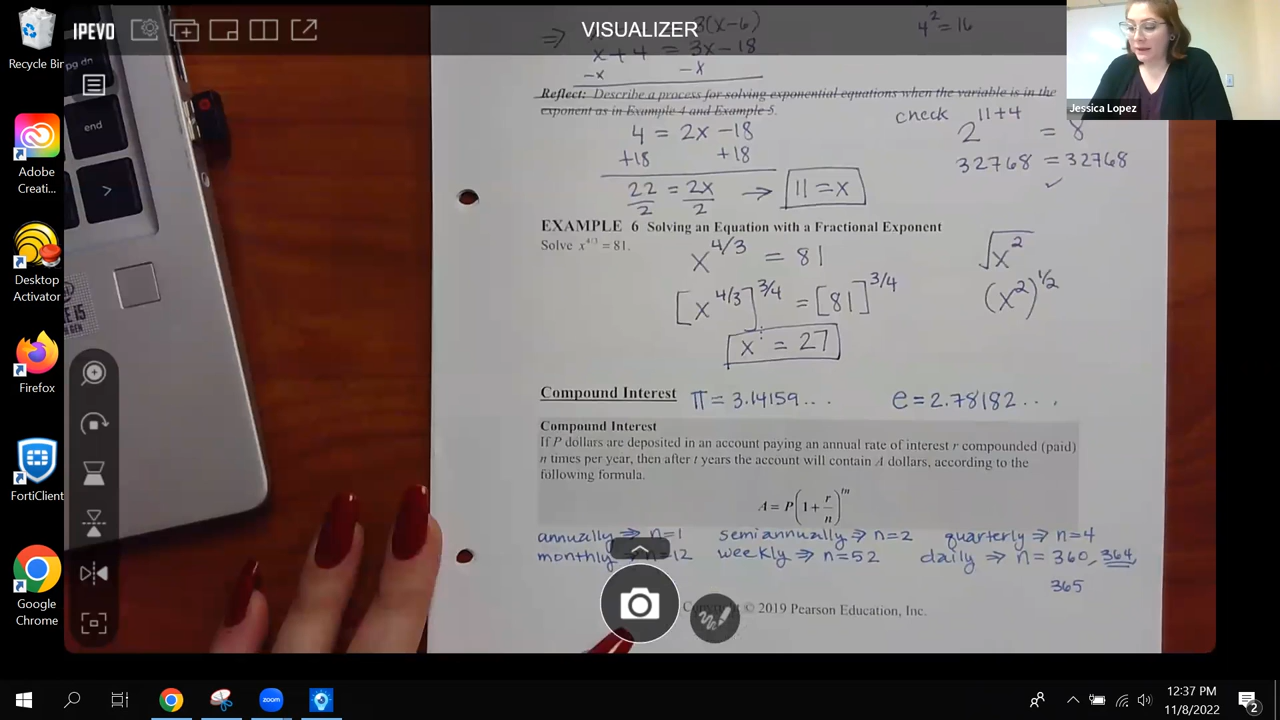 Recycle Bin
IPEVO
VISUALIZER
Jessica Lopez
Adobe
Creati...
Desktop
Activator
Firefox
FortiClient
Google
Chrome
pg dn
end
⇒ 3(x-6)
4² = 16
x+4 = 3x-18
-x -x
Reflect: Describe a process for solving exponential equations when the variable is in the
exponent as in Example 4 and Example 5.
4 = 2x -18
+18 +18
22/2 = 2x/2 → 11 = x
check 2^(11+4) = 8
32768 = 32768 ✓
EXAMPLE 6 Solving an Equation with a Fractional Exponent
Solve x^(4/3) = 81.
x^(4/3) = 81
[x^(4/3)]^(3/4) = [81]^(3/4)
x = 27
√x²
(x²)^(1/2)
Compound Interest π = 3.14159... e = 2.78182...
Compound Interest
If P dollars are deposited in an account paying an annual rate of interest r compounded (paid)
n times per year, then after t years the account will contain A dollars, according to the
following formula.
A = P(1 + r/n)^(tn)
annually ⇒ n=1 semiannually ⇒ n=2 quarterly ⇒ n=4
monthly n=12 weekly ⇒ n=52 daily ⇒ n = 360, 364,
365
© 2019 Pearson Education, Inc.
12:37 PM
11/8/2022
zoom
2